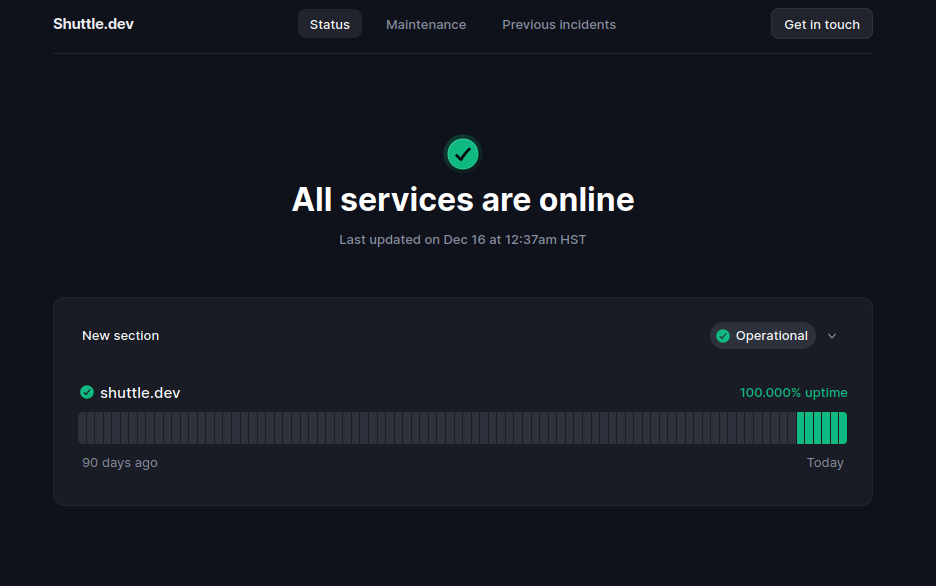 Shuttle.dev
Status
Maintenance
Previous incidents
Get in touch
All services are online
Last updated on Dec 16 at 12:37am HST
New section
Operational
shuttle.dev
100.000% uptime
90 days ago
Today